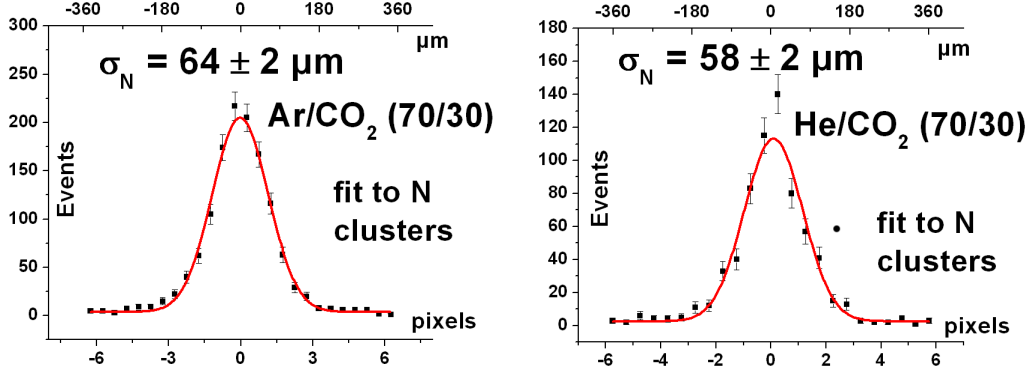 -360 -180 0 180 360
µm
300
250
200
150
100
50
0
Events
σN = 64 ± 2 µm
Ar/CO2 (70/30)
fit to N
clusters
pixels
-6 -3 0 3 6
-360 -180 0 180 360
µm
180
160
140
120
100
80
60
40
20
0
Events
σN = 58 ± 2 µm
He/CO2 (70/30)
• fit to N
clusters
pixels
-6 -4 -2 0 2 4 6